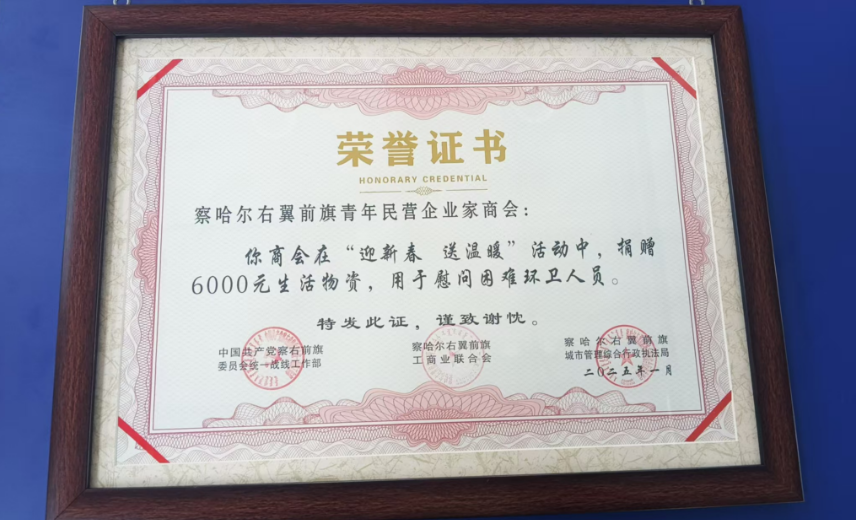 荣誉证书
HONORARY CREDENTIAL
察哈尔右翼前旗青年民营企业家商会：
你商会在“迎新春 送温暖”活动中，捐赠
6000元生活物资，用于慰问困难环卫人员。
特发此证，谨致谢忱。
中国共产党察右前旗
委员会统一战线工作部
察哈尔右翼前旗
工商业联合会
察哈尔右翼前旗
城市管理综合行政执法局
二〇二五年一月